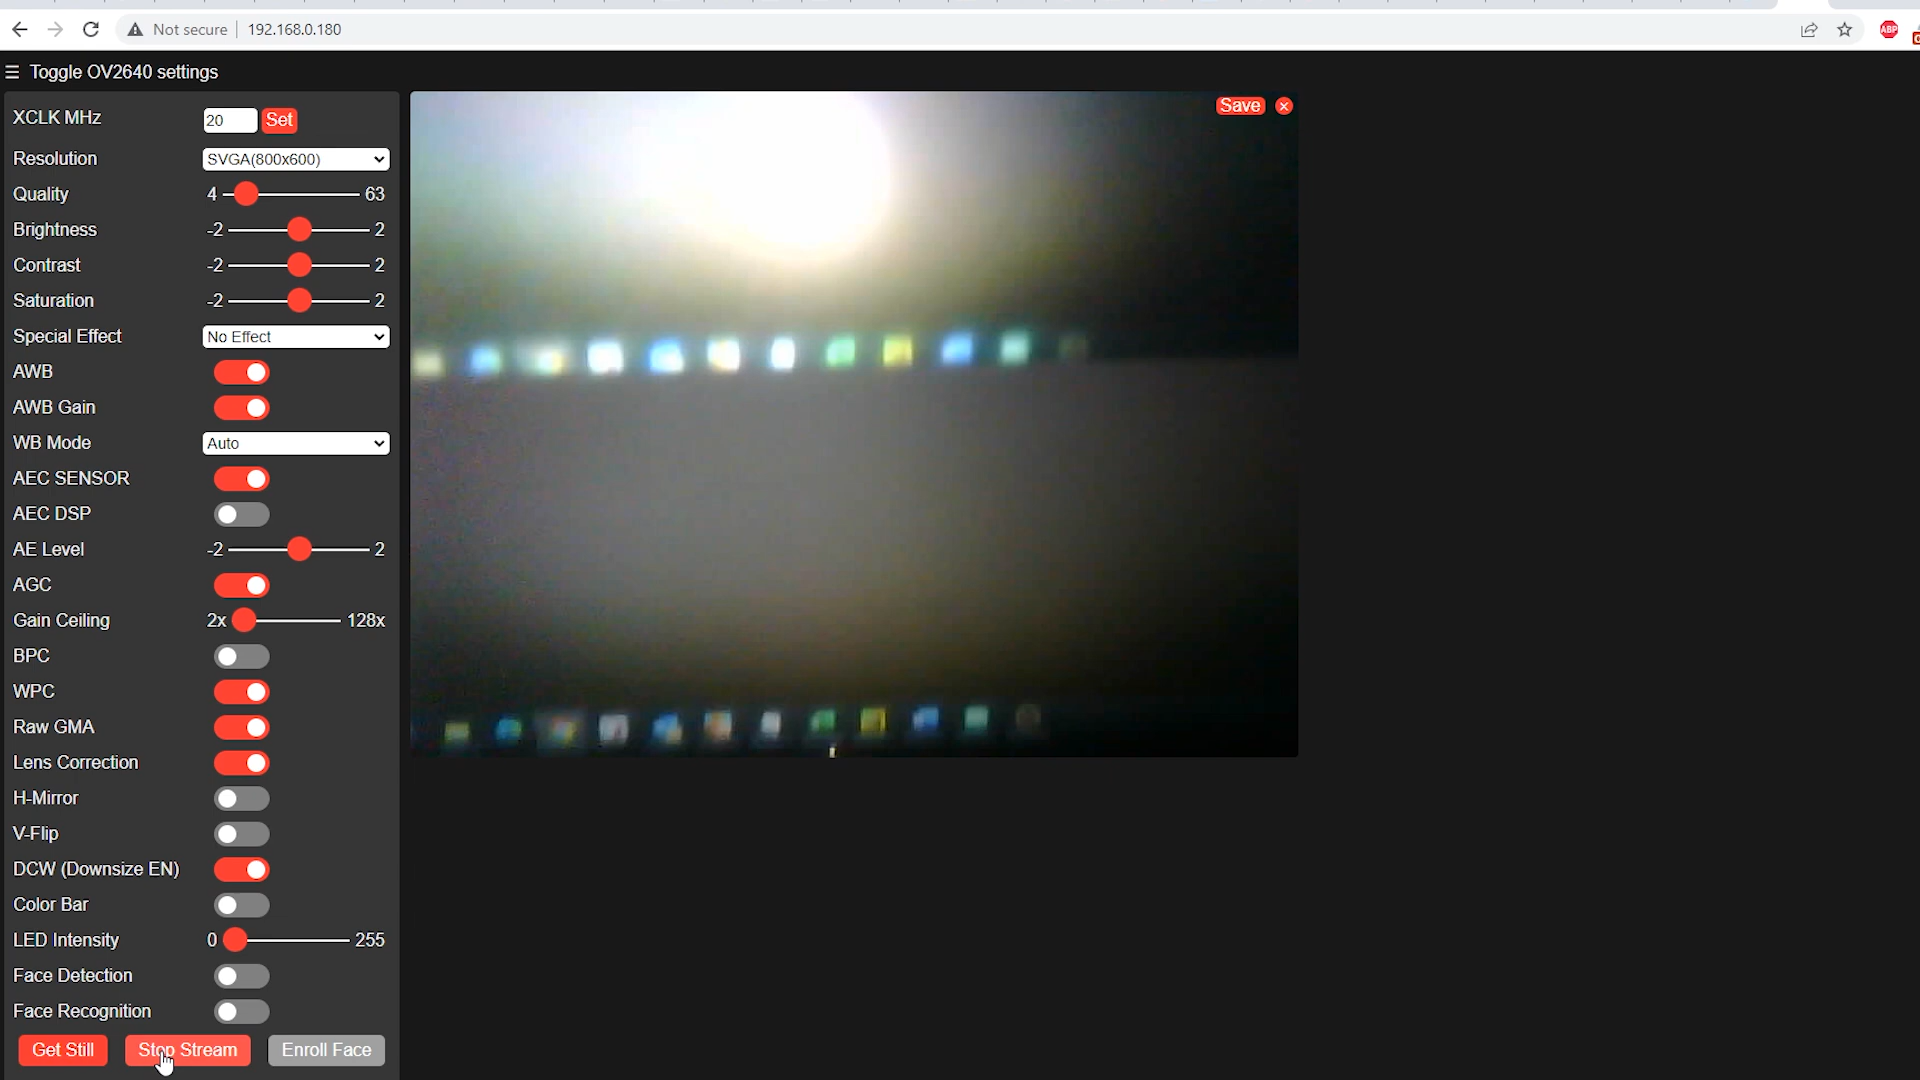 Not secure 192.168.0.180
ABP
Toggle OV2640 settings
XCLK MHz 20 Set
Resolution SVGA(800x600)
Quality 4 63
Brightness -2 2
Contrast -2 2
Saturation -2 2
Special Effect No Effect
AWB
AWB Gain
WB Mode Auto
AEC SENSOR
AEC DSP
AE Level -2 2
AGC
Gain Ceiling 2x 128x
BPC
WPC
Raw GMA
Lens Correction
H-Mirror
V-Flip
DCW (Downsize EN)
Color Bar
LED Intensity 0 255
Face Detection
Face Recognition
Get Still Stop Stream Enroll Face
Save